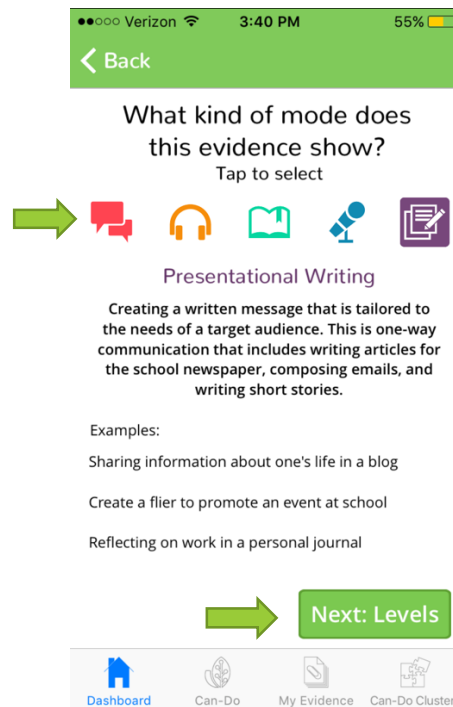 Verizon 3:40 PM 55%
Back
What kind of mode does
this evidence show?
Tap to select
Presentational Writing
Creating a written message that is tailored to
the needs of a target audience. This is one-way
communication that includes writing articles for
the school newspaper, composing emails, and
writing short stories.
Examples:
Sharing information about one's life in a blog
Create a flier to promote an event at school
Reflecting on work in a personal journal
Next: Levels
Dashboard Can-Do My Evidence Can-Do Cluster